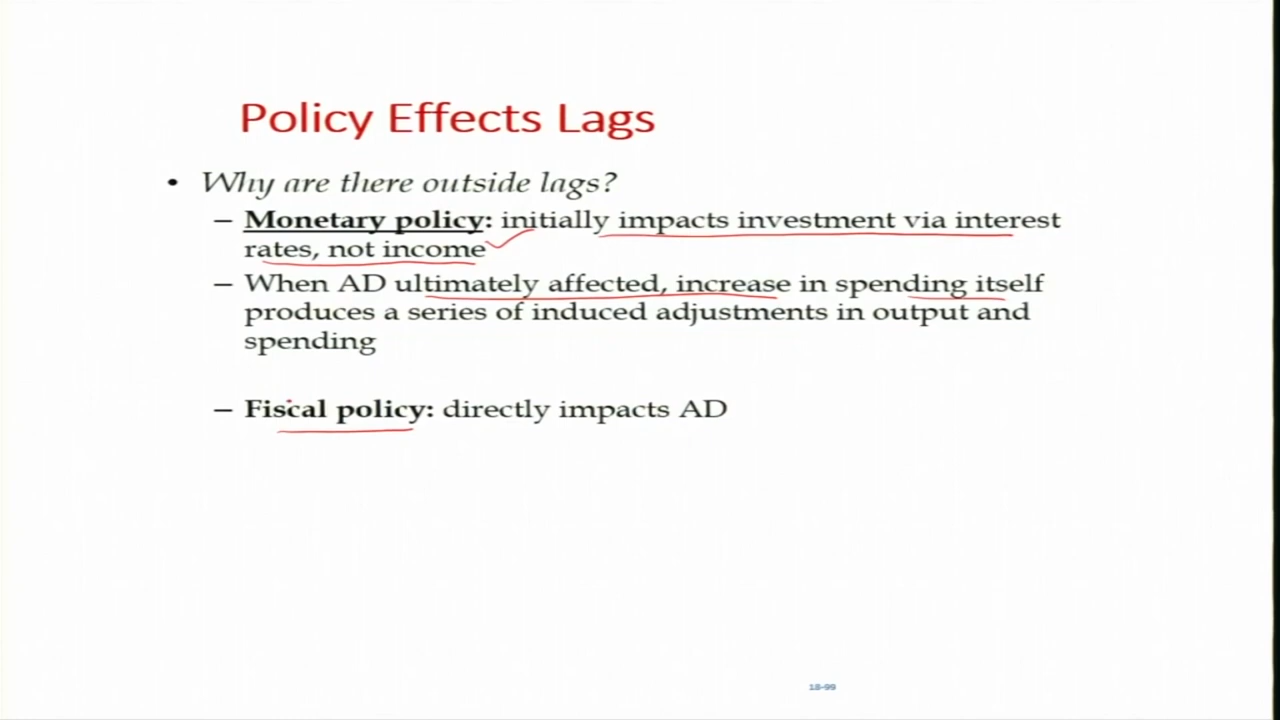 Policy Effects Lags
• Why are there outside lags?
– Monetary policy: initially impacts investment via interest
rates, not income
– When AD ultimately affected, increase in spending itself
produces a series of induced adjustments in output and
spending
– Fiscal policy: directly impacts AD
18-99